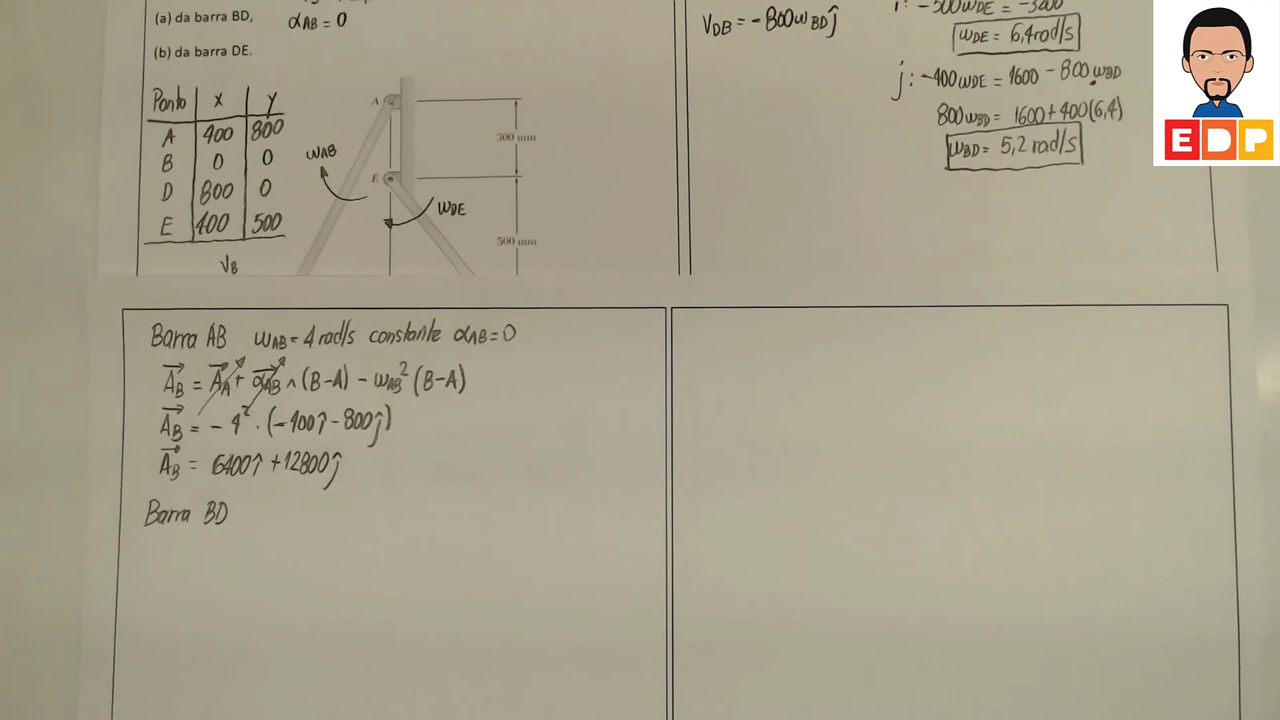 (a) da barra BD,
αAB = 0
(b) da barra DE.
Ponto x y
A 400 800
B 0 0
D 800 0
E 400 500
VB
A
E
ωAB
ωDE
300 mm
500 mm
VDB = -800ωBD ĵ
i: -500ωDE = -3200
ωDE = 6,4 rad/s
j: -400ωDE = 1600 - 800ωBD
800ωBD = 1600 + 400(6,4)
ωBD = 5,2 rad/s
EDP
Barra AB ωAB = 4 rad/s constante αAB = 0
AB = AA + αAB ∧ (B-A) - ωAB² (B-A)
AB = -4² · (-400î - 800ĵ)
AB = 6400î + 12800ĵ
Barra BD